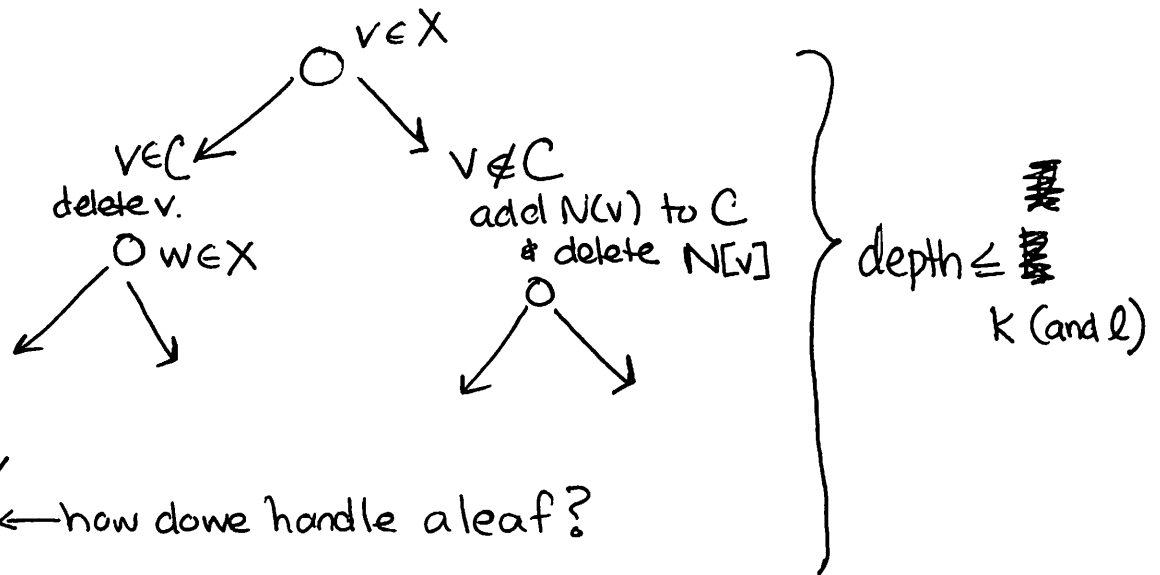 v ∈ X
v ∈ C
delete v.
v ∉ C
add N(v) to C
& delete N[v]
w ∈ X
depth ≤
k (and l)
← how do we handle a leaf?